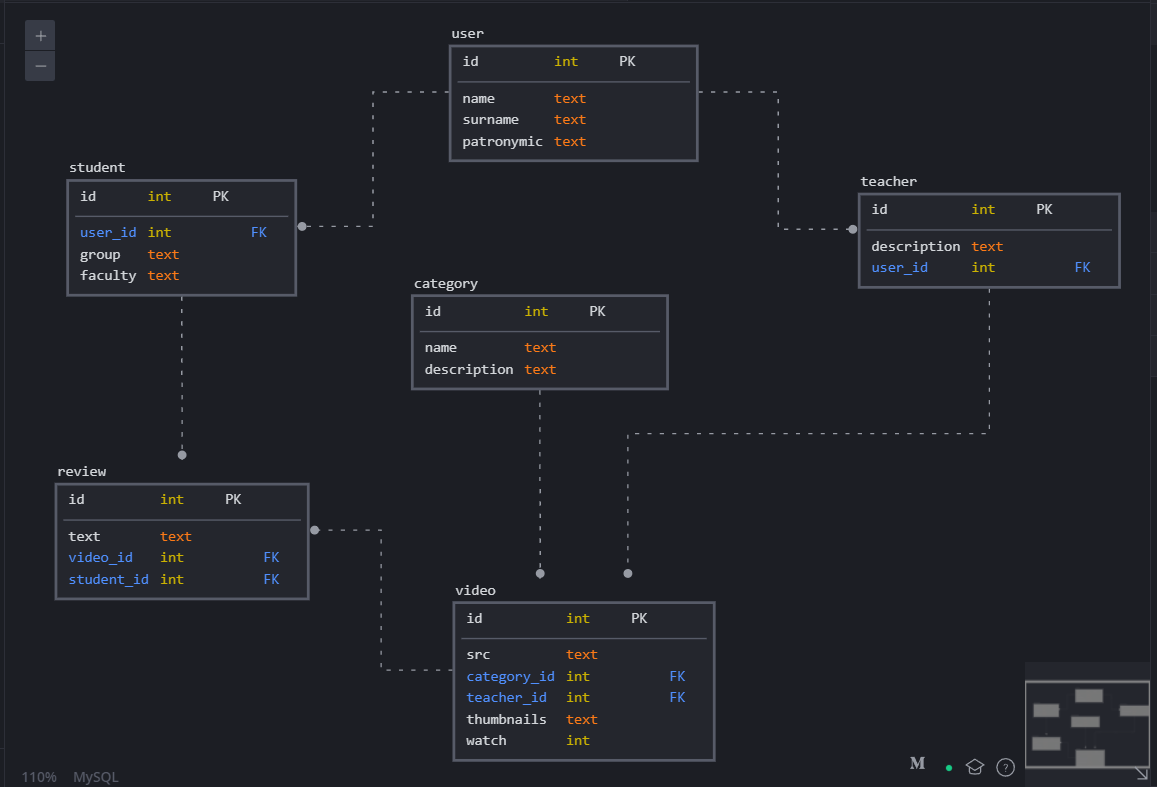 +
−
user
id int PK
name text
surname text
patronymic text
student
id int PK
user_id int FK
group text
faculty text
teacher
id int PK
description text
user_id int FK
category
id int PK
name text
description text
review
id int PK
text text
video_id int FK
student_id int FK
video
id int PK
src text
category_id int FK
teacher_id int FK
thumbnails text
watch int
110% MySQL
M
?